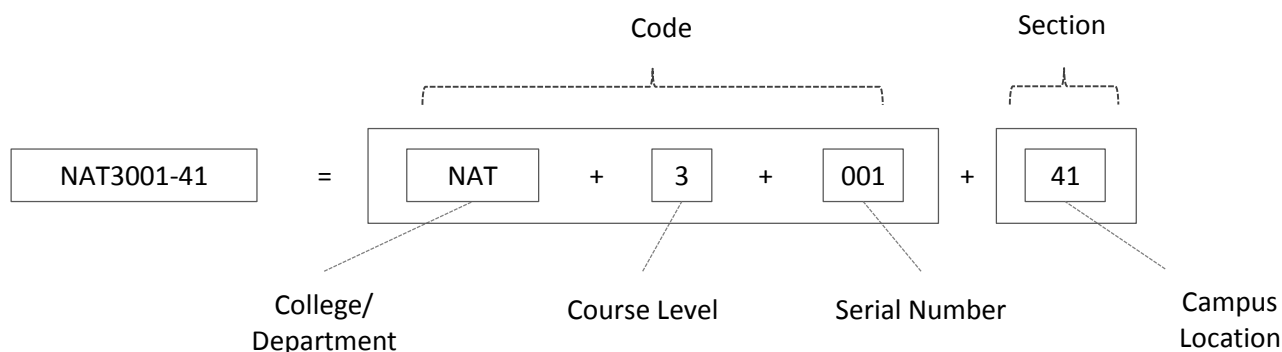 Code Section
NAT3001-41 = NAT + 3 + 001 + 41
College/ Department
Course Level
Serial Number
Campus Location